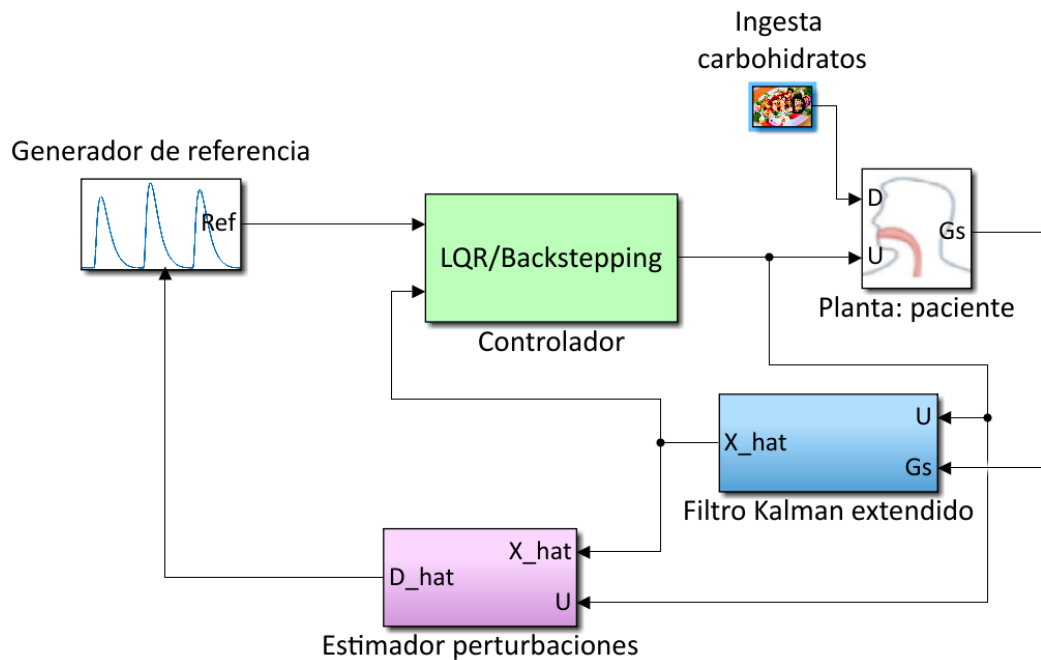 Ingesta
carbohidratos
Generador de referencia
Ref
LQR/Backstepping
Controlador
D
Gs
U
Planta: paciente
U
X_hat
Gs
Filtro Kalman extendido
X_hat
D_hat
U
Estimador perturbaciones